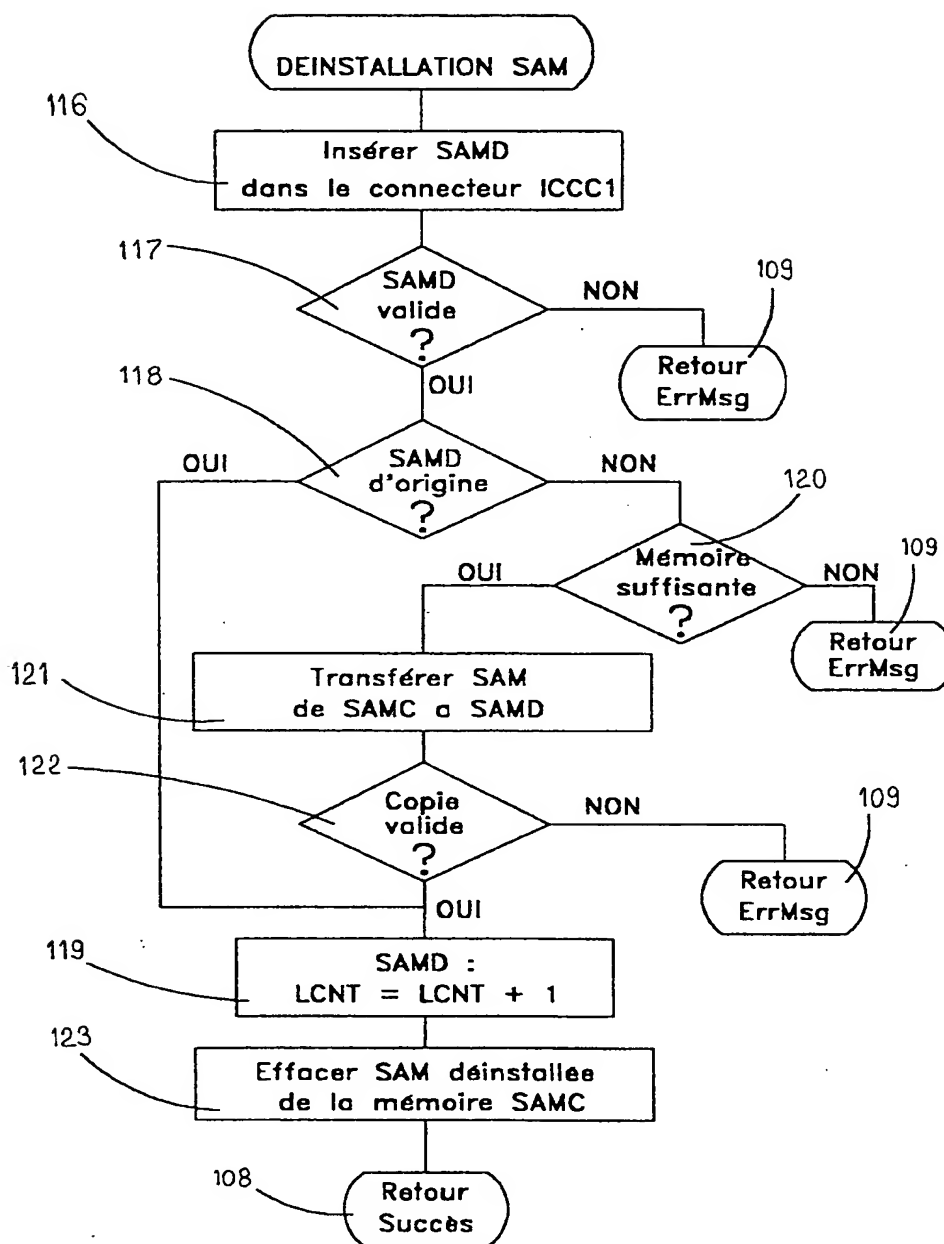 DEINSTALLATION SAM
116
Insérer SAMD
dans le connecteur ICCC1
117
SAMD
valide
?
NON
109
Retour
ErrMsg
OUI
118
OUI
SAMD
d'origine
?
NON
120
OUI
Mémoire
suffisante
?
NON
109
Retour
ErrMsg
121
Transférer SAM
de SAMC a SAMD
122
Copie
valide
?
NON
109
Retour
ErrMsg
OUI
119
SAMD :
LCNT = LCNT + 1
123
Effacer SAM déinstallée
de la mémoire SAMC
108
Retour
Succès